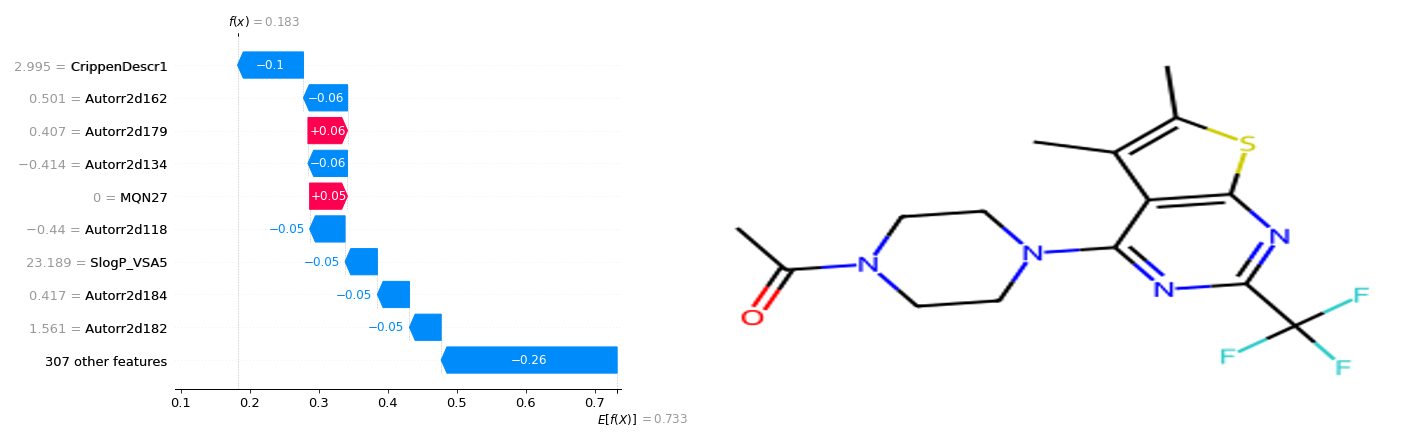 f(x) = 0.183
2.995 = CrippenDescr1
−0.1
0.501 = Autorr2d162
−0.06
0.407 = Autorr2d179
+0.06
−0.414 = Autorr2d134
−0.06
0 = MQN27
+0.05
−0.44 = Autorr2d118
−0.05
23.189 = SlogP_VSA5
−0.05
0.417 = Autorr2d184
−0.05
1.561 = Autorr2d182
−0.05
307 other features
−0.26
0.1 0.2 0.3 0.4 0.5 0.6 0.7
E[f(X)] = 0.733
S
N
N
N
N
O
F
F
F